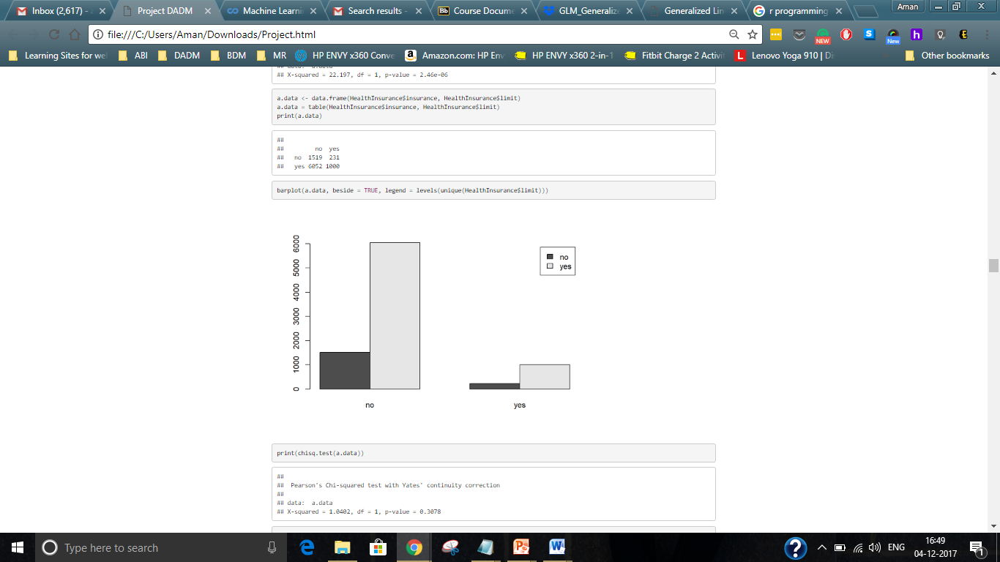 Inbox (2,617) - a
Project DADM
Machine Learni
Search results -
Course Docume
GLM_Generalize
Generalized Lin
r programming
Aman
file:///C:/Users/Aman/Downloads/Project.html
NEW
New
Learning Sites for we
ABI
DADM
BDM
MR
HP ENVY x360 Conve
Amazon.com: HP Env
HP ENVY x360 2-in-1
Fitbit Charge 2 Activi
Lenovo Yoga 910 | Di
Other bookmarks
## X-squared = 22.197, df = 1, p-value = 2.46e-06
a.data <- data.frame(HealthInsurance$insurance, HealthInsurance$limit)
a.data = table(HealthInsurance$insurance, HealthInsurance$limit)
print(a.data)
##
## no yes
## no 1519 231
## yes 6052 1000
barplot(a.data, beside = TRUE, legend = levels(unique(HealthInsurance$limit)))
6000
5000
4000
3000
2000
1000
0
no
yes
no
yes
print(chisq.test(a.data))
##
## Pearson's Chi-squared test with Yates' continuity correction
##
## data: a.data
## X-squared = 1.0402, df = 1, p-value = 0.3078
Type here to search
ENG
16:49
04-12-2017
1